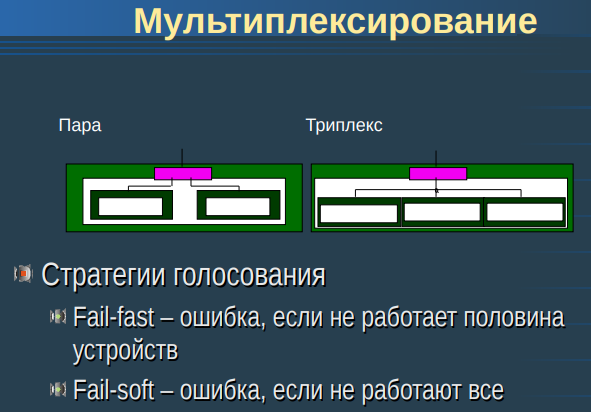 Мультиплексирование
Пара
Триплекс
Стратегии голосования
Fail-fast – ошибка, если не работает половина
устройств
Fail-soft – ошибка, если не работают все